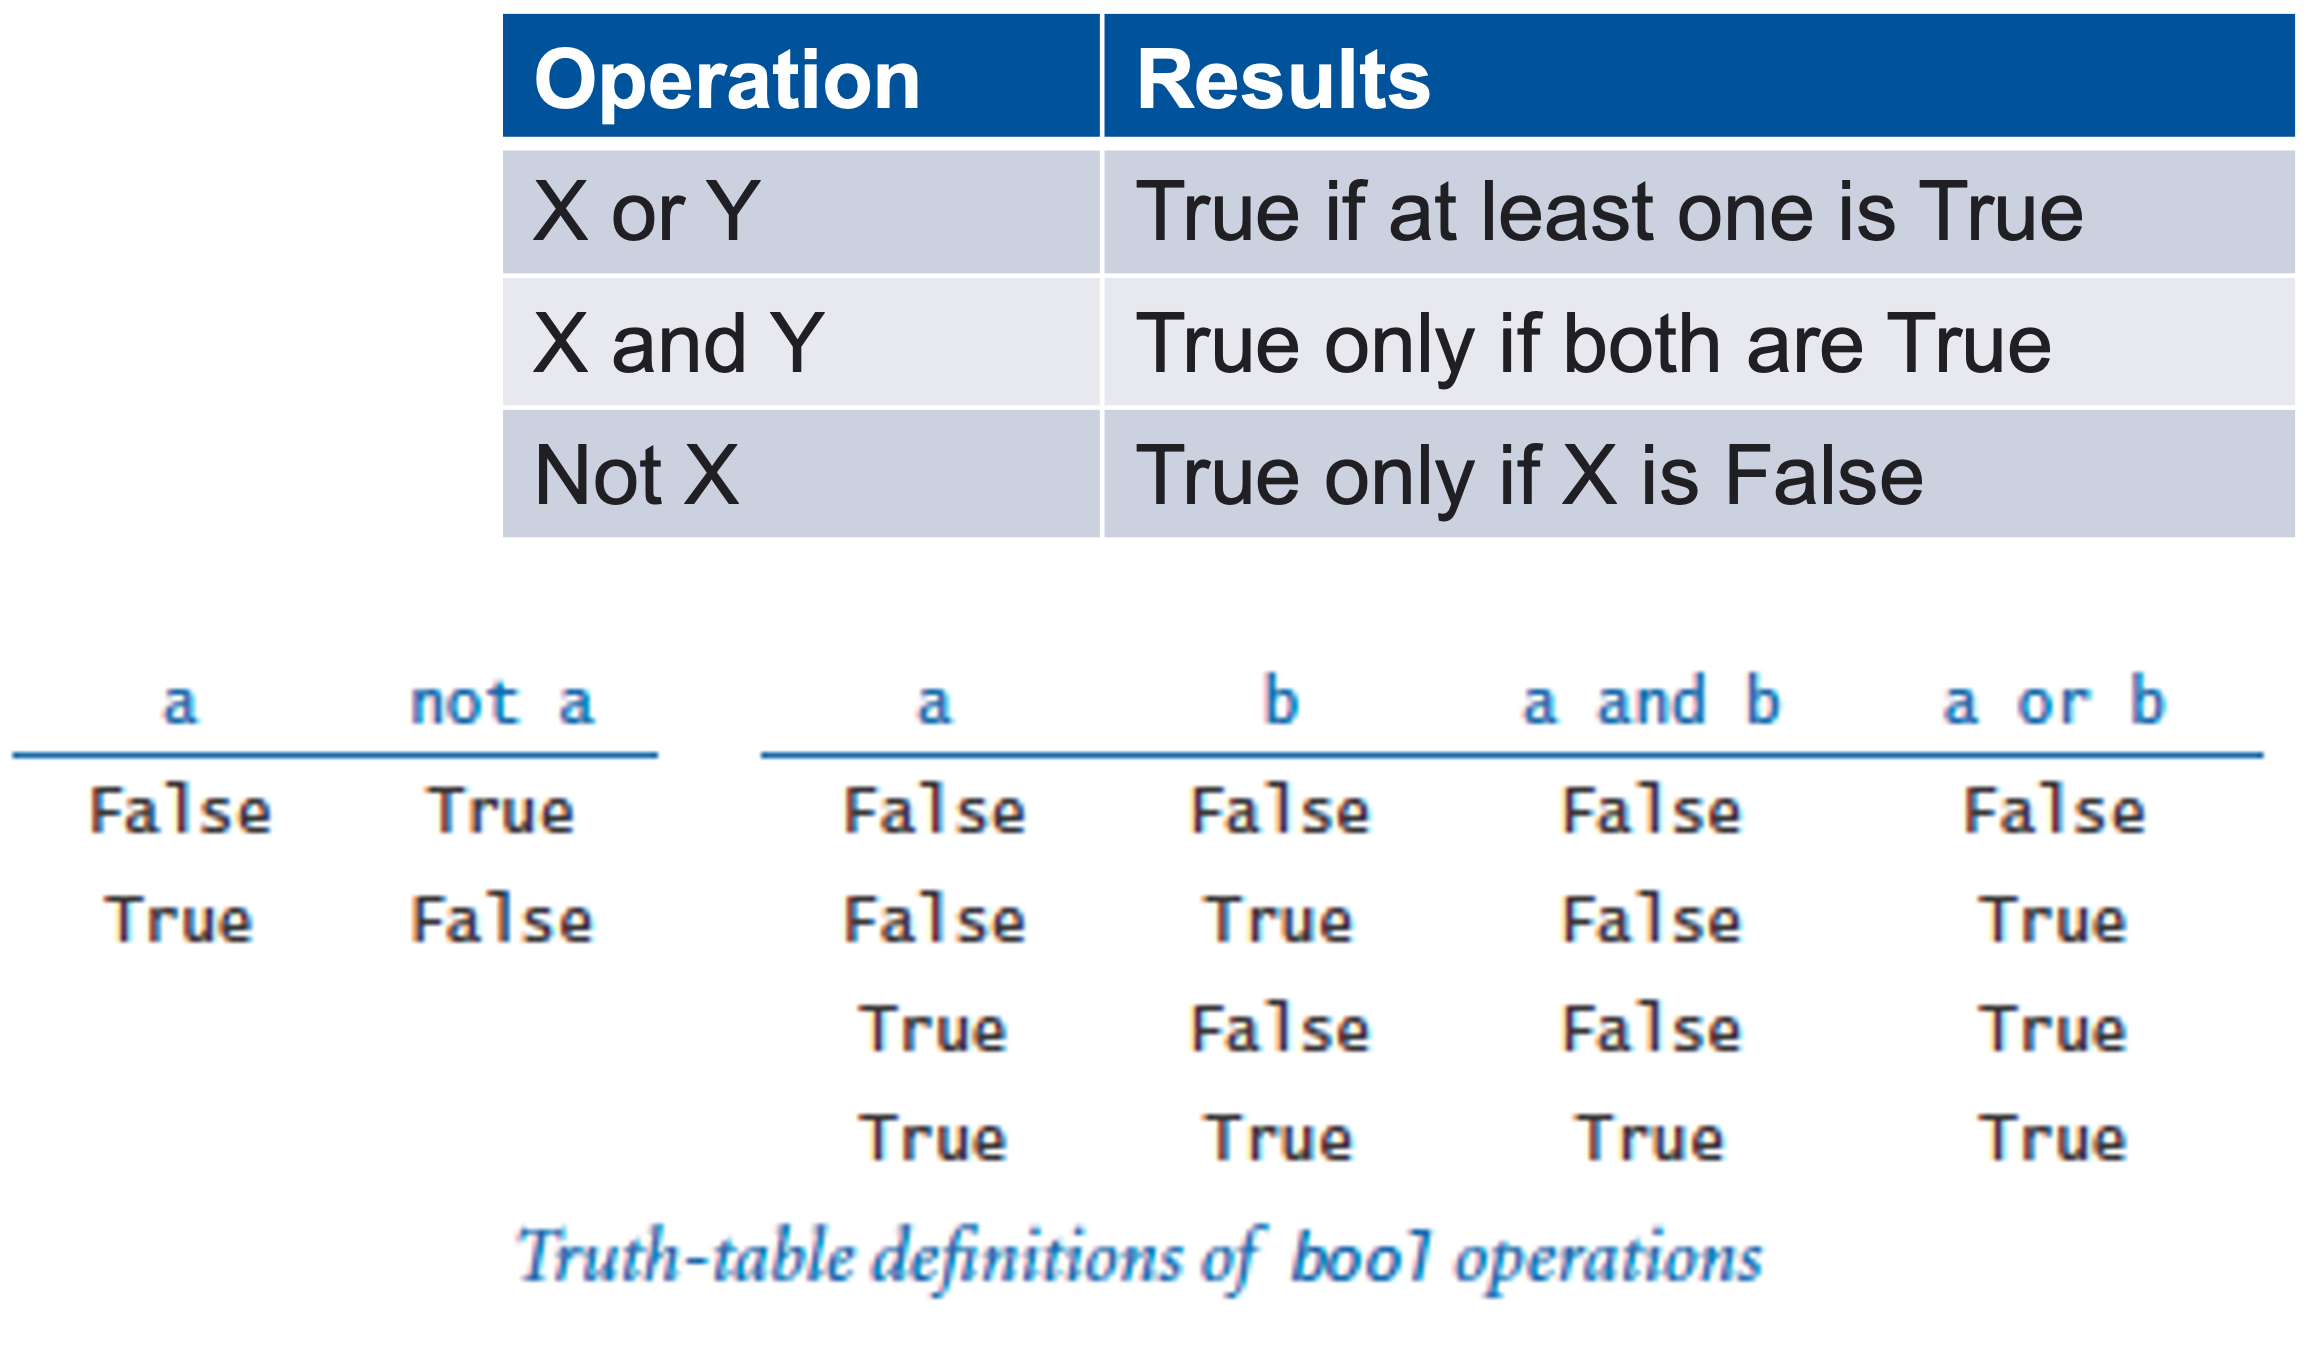 Operation Results
X or Y True if at least one is True
X and Y True only if both are True
Not X True only if X is False
a not a a b a and b a or b
False True False False False False
True False False True False True
True False False True
True True True True
Truth-table definitions of bool operations